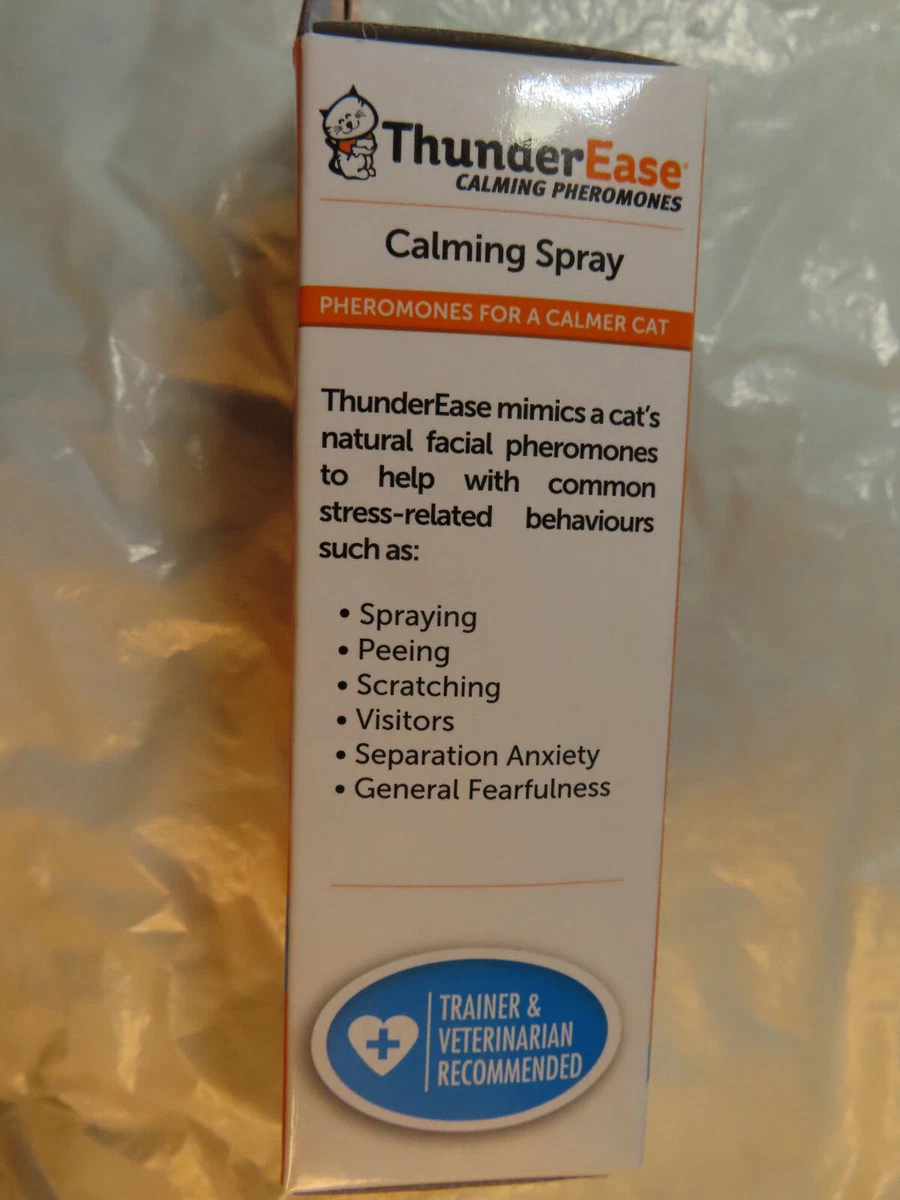 ThunderEase®
CALMING PHEROMONES
Calming Spray
PHEROMONES FOR A CALMER CAT
ThunderEase mimics a cat's
natural facial pheromones
to help with common
stress-related behaviours
such as:
• Spraying
• Peeing
• Scratching
• Visitors
• Separation Anxiety
• General Fearfulness
TRAINER &
VETERINARIAN
RECOMMENDED